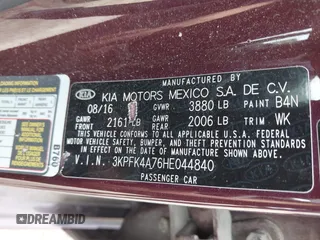 MANUFACTURED BY
KIA KIA MOTORS MEXICO S.A. DE C.V.
08/16 GVWR 3880 LB PAINT B4N
GAWR FRONT 2161 LB GAWR REAR 2006 LB TRIM WK
THIS VEHICLE CONFORMS TO ALL APPLICABLE U.S. FEDERAL
MOTOR VEHICLE SAFETY, BUMPER, AND THEFT PREVENTION STANDARDS
IN EFFECT ON THE DATE OF MANUFACTURE SHOWN ABOVE.
V.I.N. 3KPFK4A76HE044840
PASSENGER CAR
B1702
DREAMBID